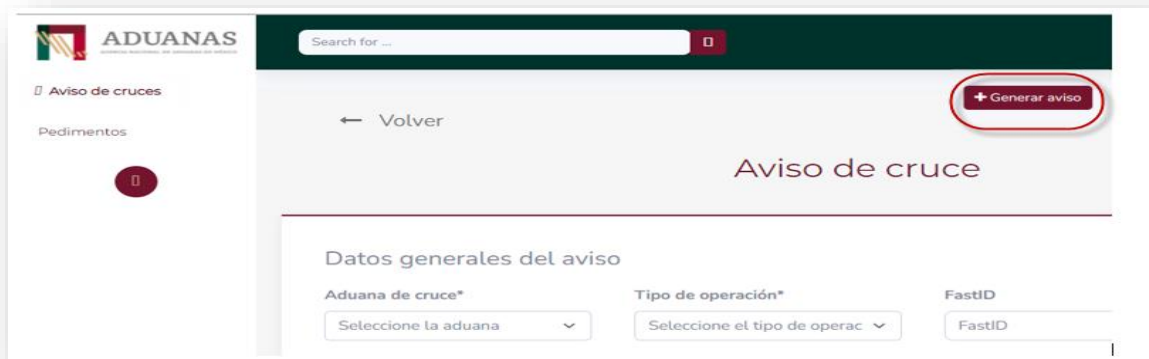 ADUANAS
Search for ...
Aviso de cruces
+ Generar aviso
← Volver
Pedimentos
Aviso de cruce
Datos generales del aviso
Aduana de cruce*
Tipo de operación*
FastID
Seleccione la aduana
Seleccione el tipo de operac
FastID